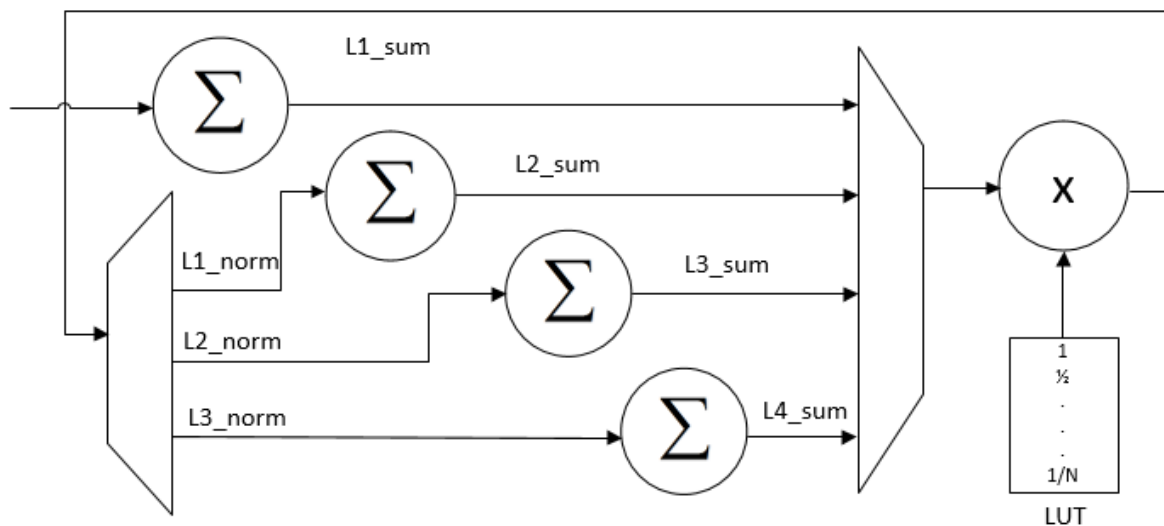 L1_sum
Σ
L2_sum
Σ
L1_norm
L3_sum
Σ
L2_norm
L3_norm
L4_sum
Σ
x
1
½
.
.
.
1/N
LUT